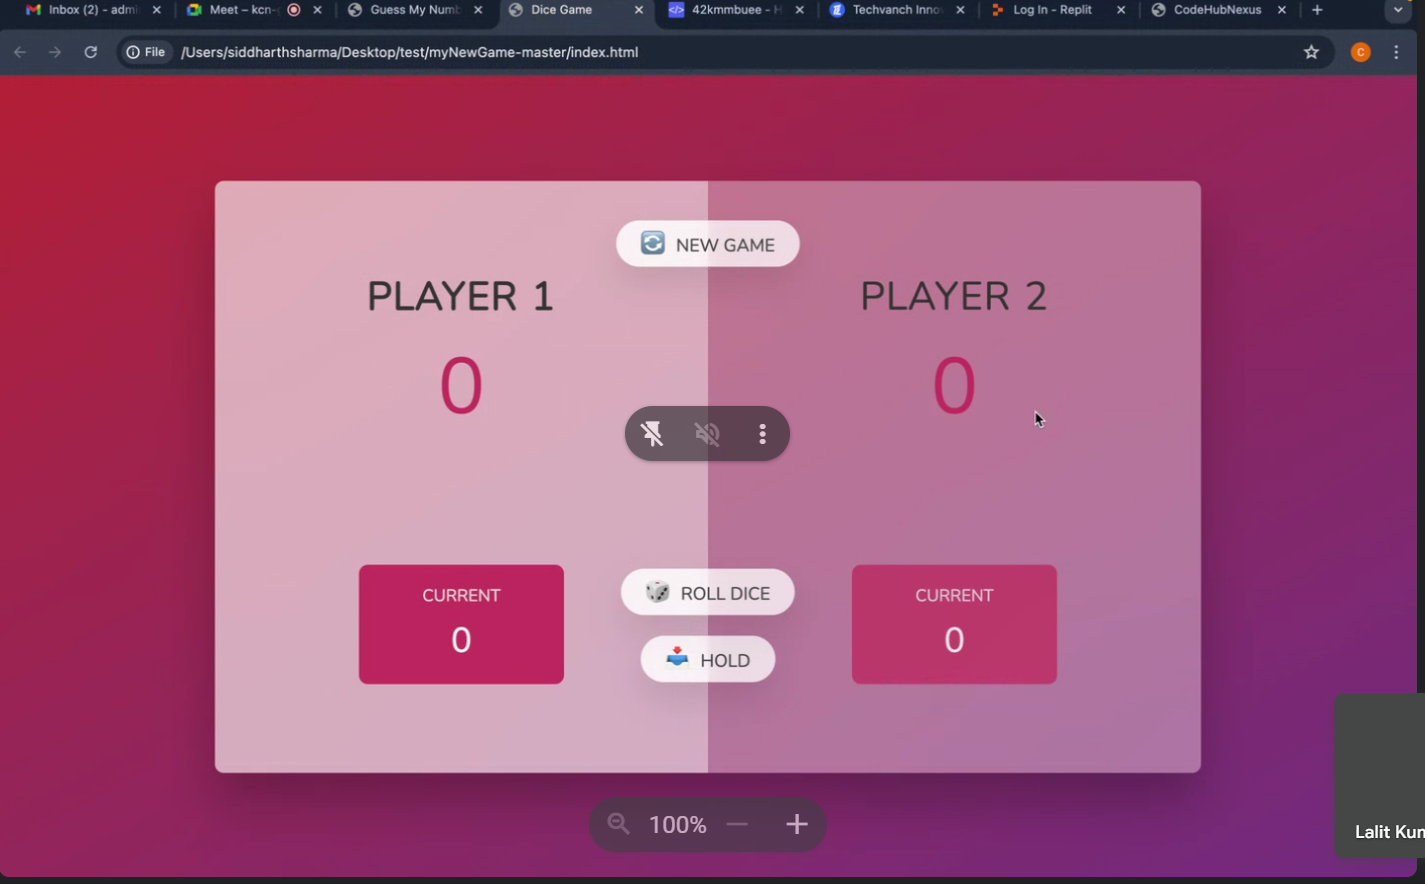 Inbox (2) - admi
Meet – kcn-
Guess My Numb
Dice Game
42kmmbuee - H
Techvanch Inno
Log In - Replit
CodeHubNexus
File
/Users/siddharthsharma/Desktop/test/myNewGame-master/index.html
C
NEW GAME
PLAYER 1
PLAYER 2
0
0
CURRENT
0
ROLL DICE
HOLD
CURRENT
0
100%
Lalit Kum